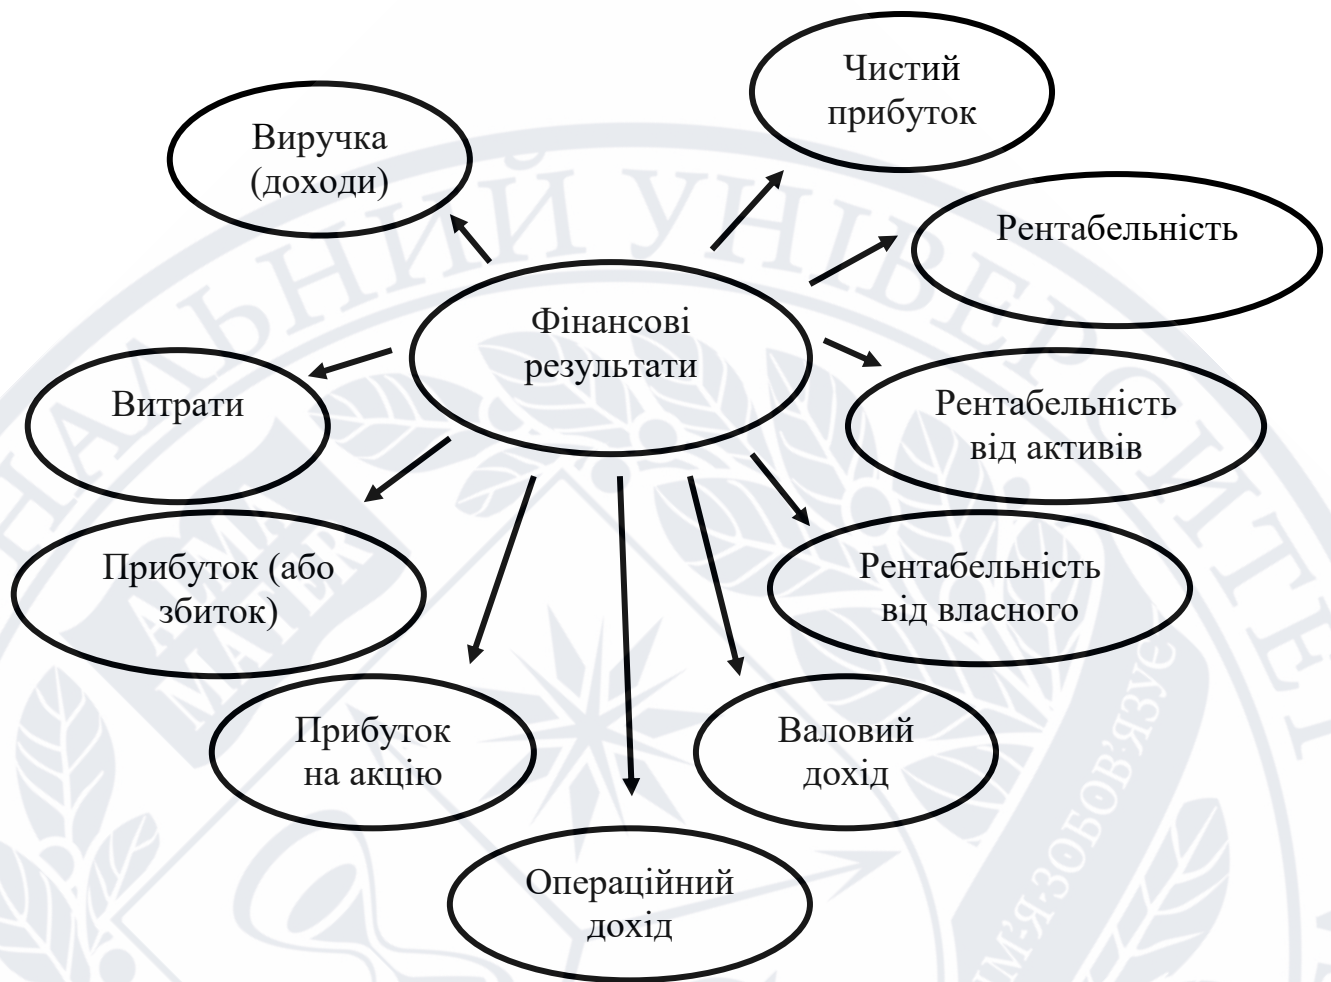 Чистий
прибуток
Виручка
(доходи)
Рентабельність
Фінансові
результати
Витрати
Рентабельність
від активів
Прибуток (або
збиток)
Рентабельність
від власного
Прибуток
на акцію
Валовий
дохід
Операційний
дохід